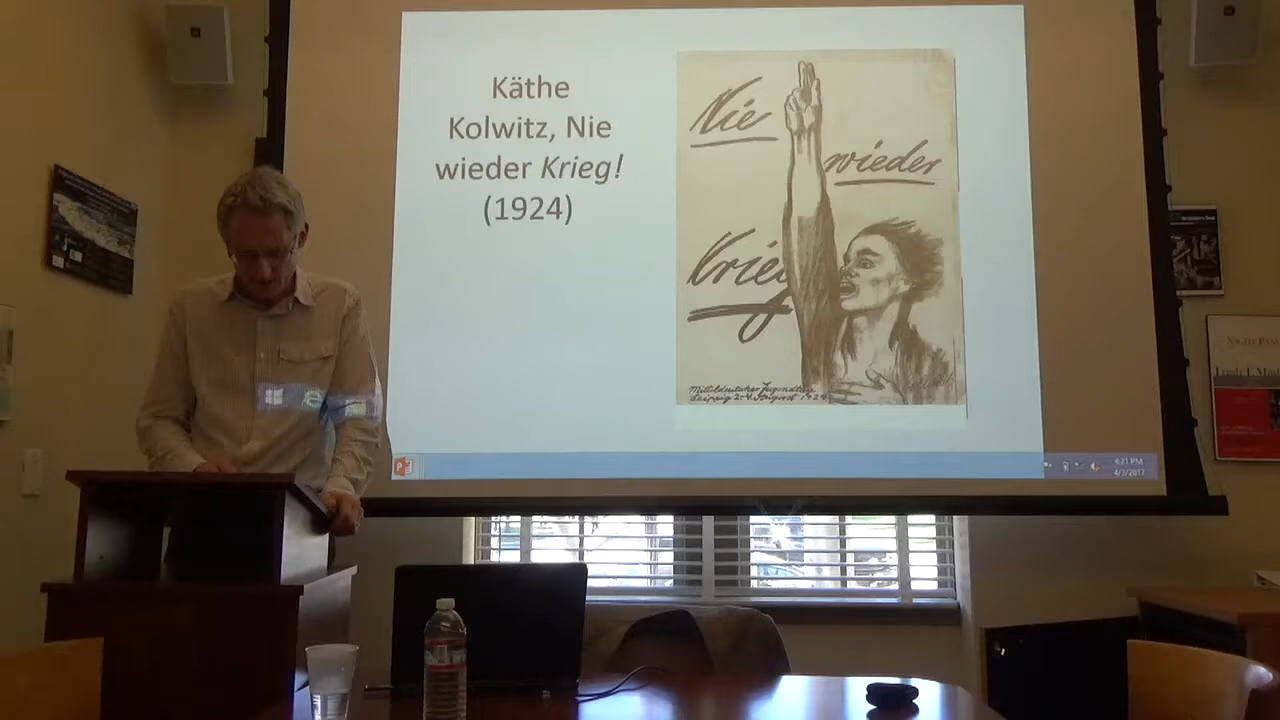 Käthe
Kolwitz, Nie
wieder Krieg!
(1924)
Nie
wieder
Krieg
Mitteldeutscher Jugendtag
Leipzig 2-4. August 1924
4:21 PM
4/3/2017